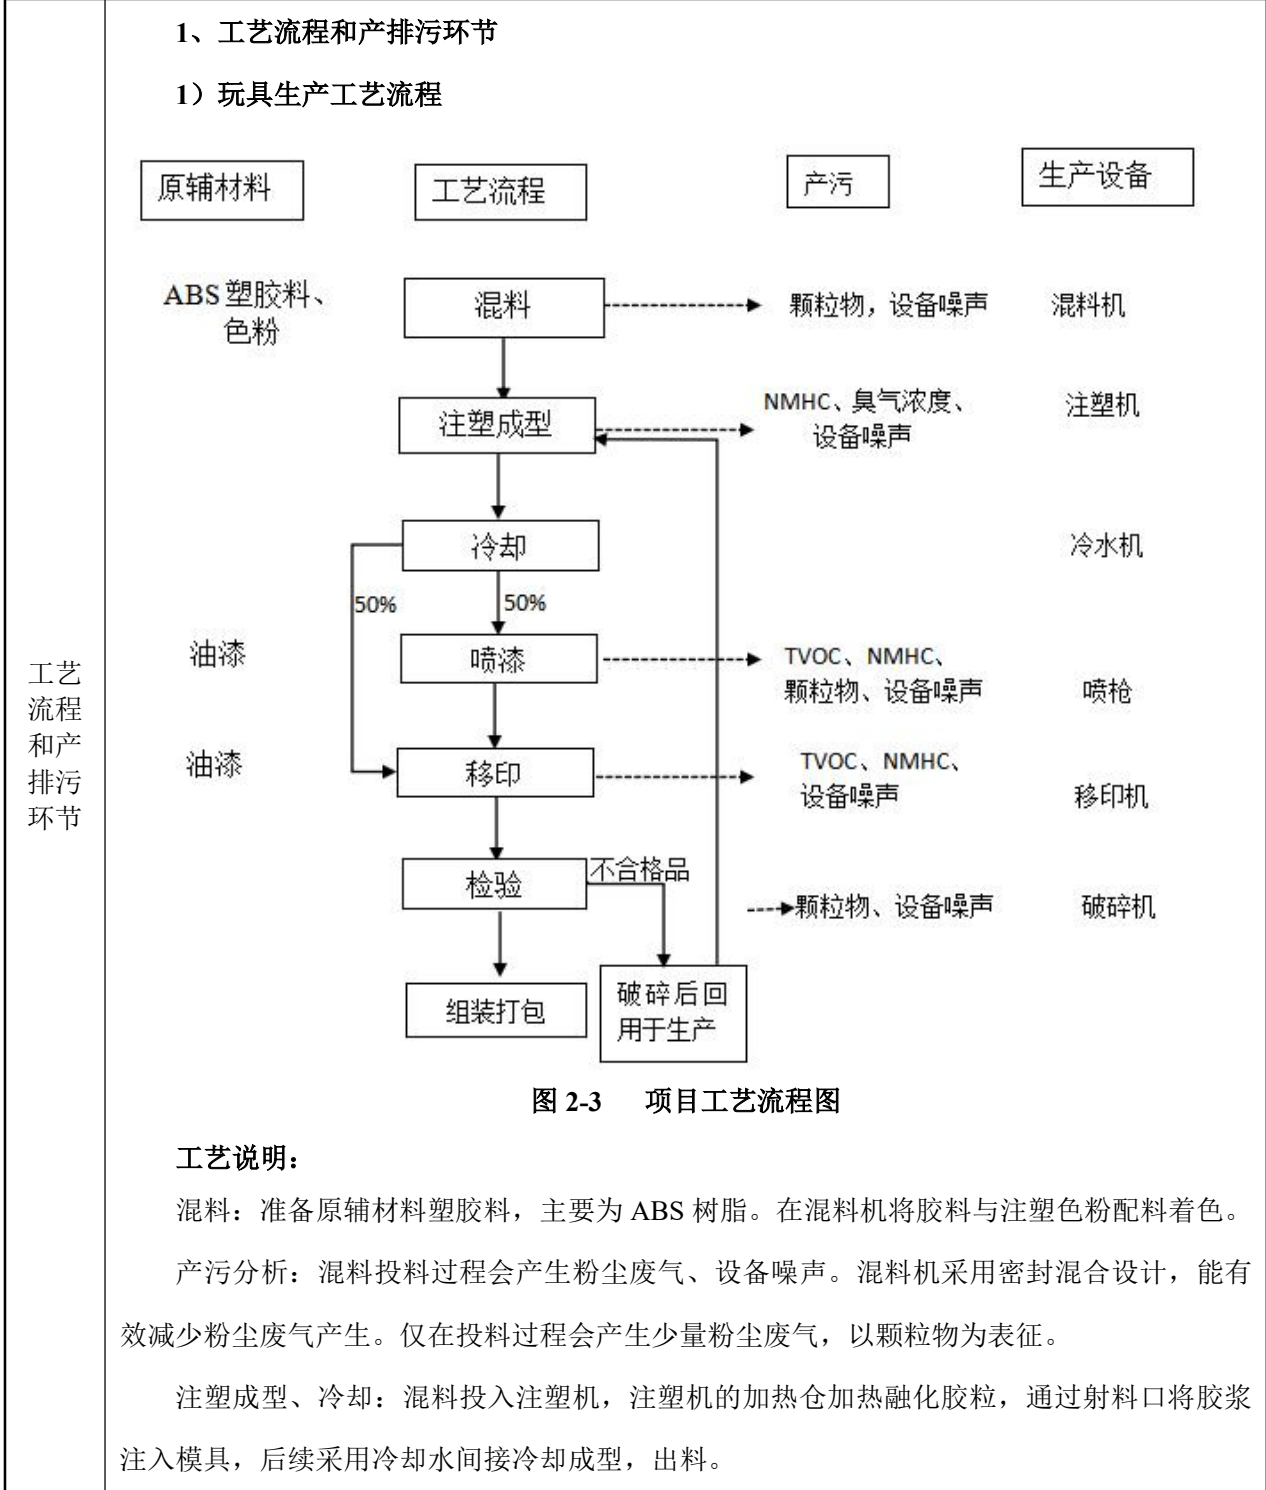 1、工艺流程和产排污环节
1）玩具生产工艺流程
原辅材料
工艺流程
产污
生产设备
ABS 塑胶料、
色粉
混料
颗粒物，设备噪声
混料机
注塑成型
NMHC、臭气浓度、
设备噪声
注塑机
冷却
冷水机
50%
50%
油漆
喷漆
TVOC、NMHC、
颗粒物、设备噪声
喷枪
油漆
移印
TVOC、NMHC、
设备噪声
移印机
检验
不合格品
颗粒物、设备噪声
破碎机
组装打包
破碎后回
用于生产
图 2-3 项目工艺流程图
工艺
流程
和产
排污
环节
工艺说明：
混料：准备原辅材料塑胶料，主要为 ABS 树脂。在混料机将胶料与注塑色粉配料着色。
产污分析：混料投料过程会产生粉尘废气、设备噪声。混料机采用密封混合设计，能有
效减少粉尘废气产生。仅在投料过程会产生少量粉尘废气，以颗粒物为表征。
注塑成型、冷却：混料投入注塑机，注塑机的加热仓加热融化胶粒，通过射料口将胶浆
注入模具，后续采用冷却水间接冷却成型，出料。